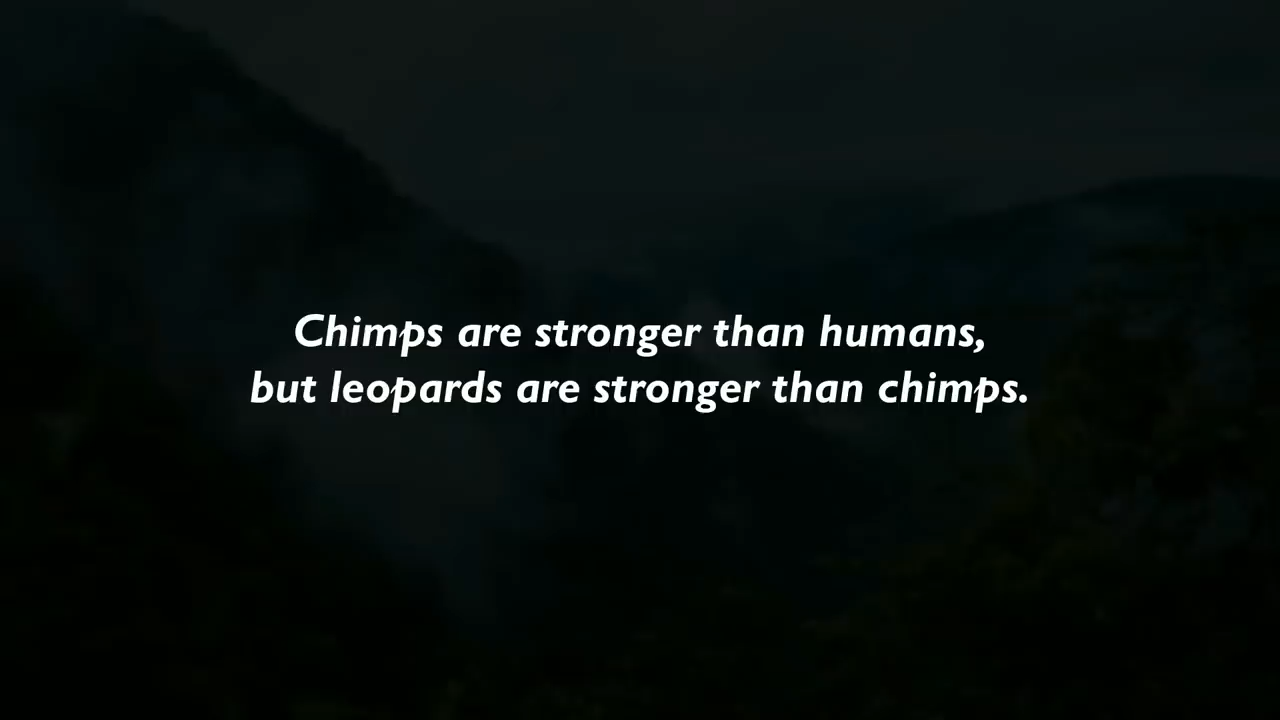 Chimps are stronger than humans,
but leopards are stronger than chimps.